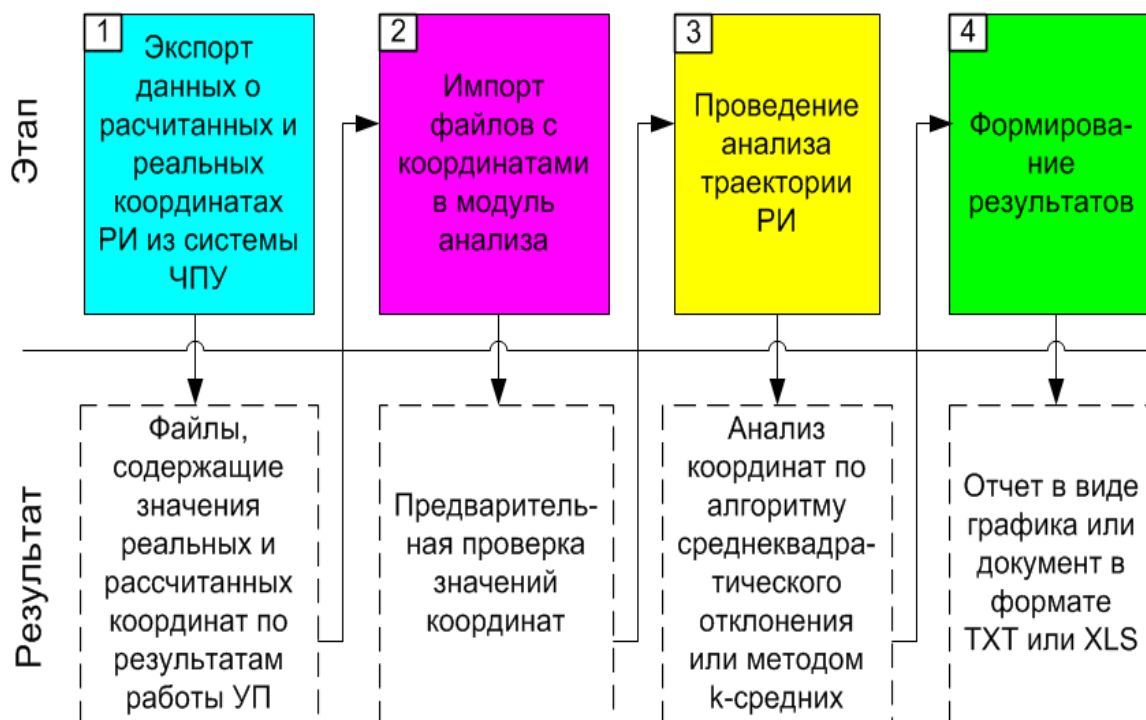 Этап
1
Экспорт
данных о
расчитанных и
реальных
координатах
РИ из системы
ЧПУ
2
Импорт
файлов с
координатами
в модуль
анализа
3
Проведение
анализа
траектории
РИ
4
Формирова-
ние
результатов
Результат
Файлы,
содержащие
значения
реальных и
рассчитанных
координат по
результатам
работы УП
Предваритель-
ная проверка
значений
координат
Анализ
координат по
алгоритму
среднеквадра-
тического
отклонения
или методом
k-средних
Отчет в виде
графика или
документ в
формате
TXT или XLS